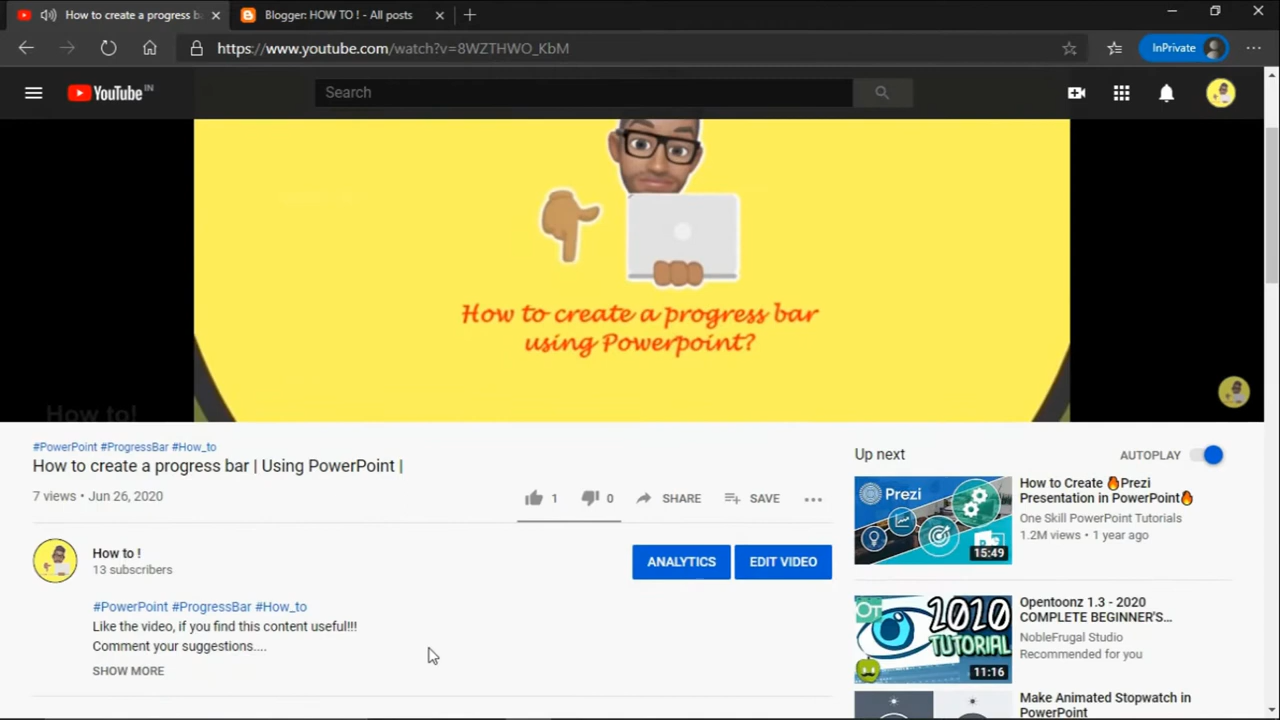 How to create a progress ba
Blogger: HOW TO ! - All posts
https://www.youtube.com/watch?v=8WZTHWO_KbM
InPrivate
YouTube IN
Search
How to create a progress bar
using Powerpoint?
How to!
#PowerPoint #ProgressBar #How_to
How to create a progress bar | Using PowerPoint |
7 views • Jun 26, 2020
1
0
SHARE
SAVE
How to !
13 subscribers
ANALYTICS
EDIT VIDEO
#PowerPoint #ProgressBar #How_to
Like the video, if you find this content useful!!!
Comment your suggestions....
SHOW MORE
Up next
AUTOPLAY
Prezi
15:49
How to Create 🔥Prezi
Presentation in PowerPoint🔥
One Skill PowerPoint Tutorials
1.2M views • 1 year ago
OT
2020
TUTORIAL
11:16
Opentoonz 1.3 - 2020
COMPLETE BEGINNER'S...
NobleFrugal Studio
Recommended for you
Make Animated Stopwatch in
PowerPoint